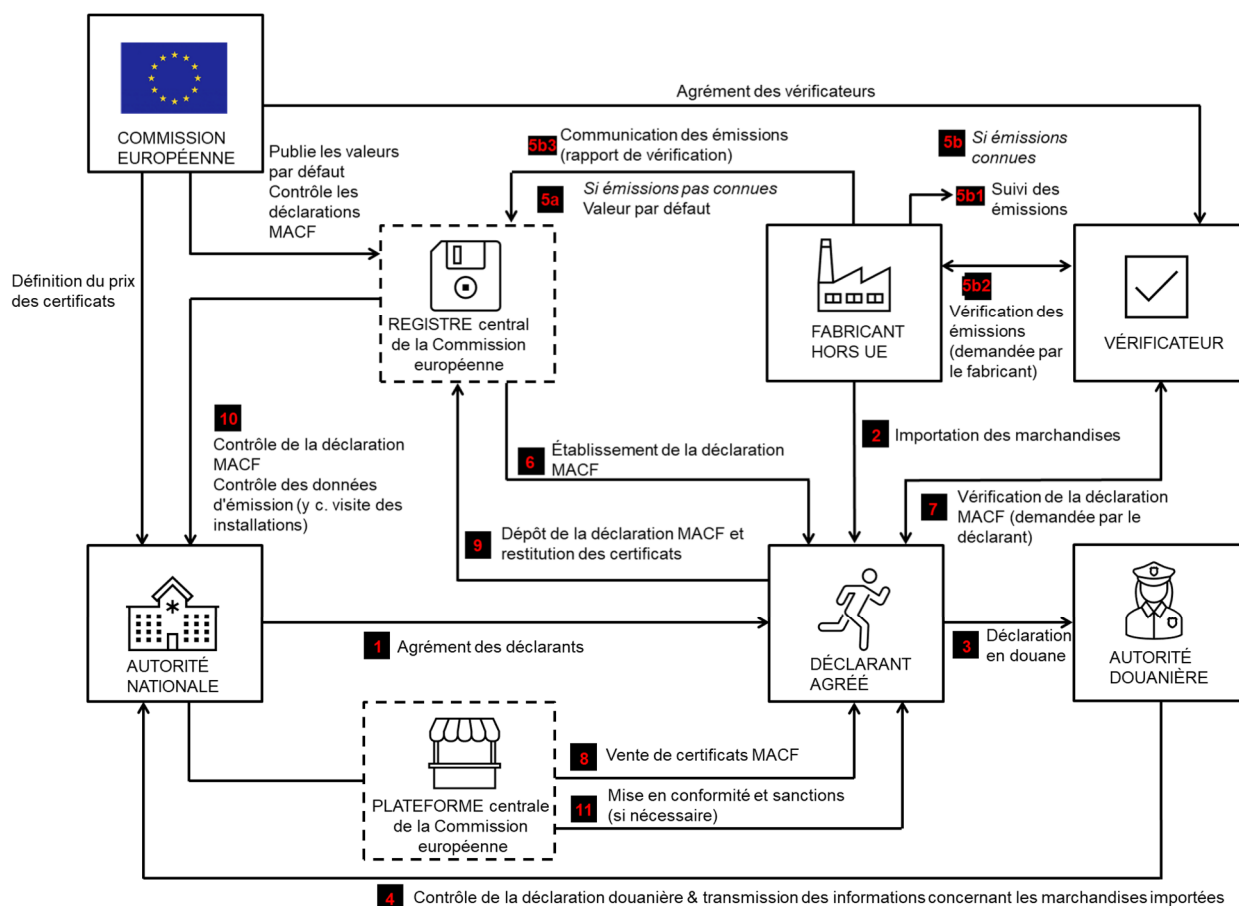 COMMISSION
EUROPÉENNE
Agrément des vérificateurs
Publie les valeurs
par défaut
Contrôle les
déclarations
MACF
5b3 Communication des émissions
(rapport de vérification)
5a Si émissions pas connues
Valeur par défaut
5b Si émissions
connues
5b1 Suivi des
émissions
Définition du prix
des certificats
REGISTRE central
de la Commission
européenne
FABRICANT
HORS UE
5b2
Vérification des
émissions
(demandée par
le fabricant)
VÉRIFICATEUR
10
Contrôle de la déclaration
MACF
Contrôle des données
d'émission (y c. visite des
installations)
6 Établissement de la déclaration
MACF
2 Importation des marchandises
9 Dépôt de la déclaration MACF et
restitution des certificats
7 Vérification de la déclaration
MACF (demandée par le
déclarant)
AUTORITÉ
NATIONALE
1 Agrément des déclarants
DÉCLARANT
AGRÉÉ
3 Déclaration
en douane
AUTORITÉ
DOUANIÈRE
PLATEFORME centrale
de la Commission
européenne
8 Vente de certificats MACF
11 Mise en conformité et sanctions
(si nécessaire)
4 Contrôle de la déclaration douanière & transmission des informations concernant les marchandises importées